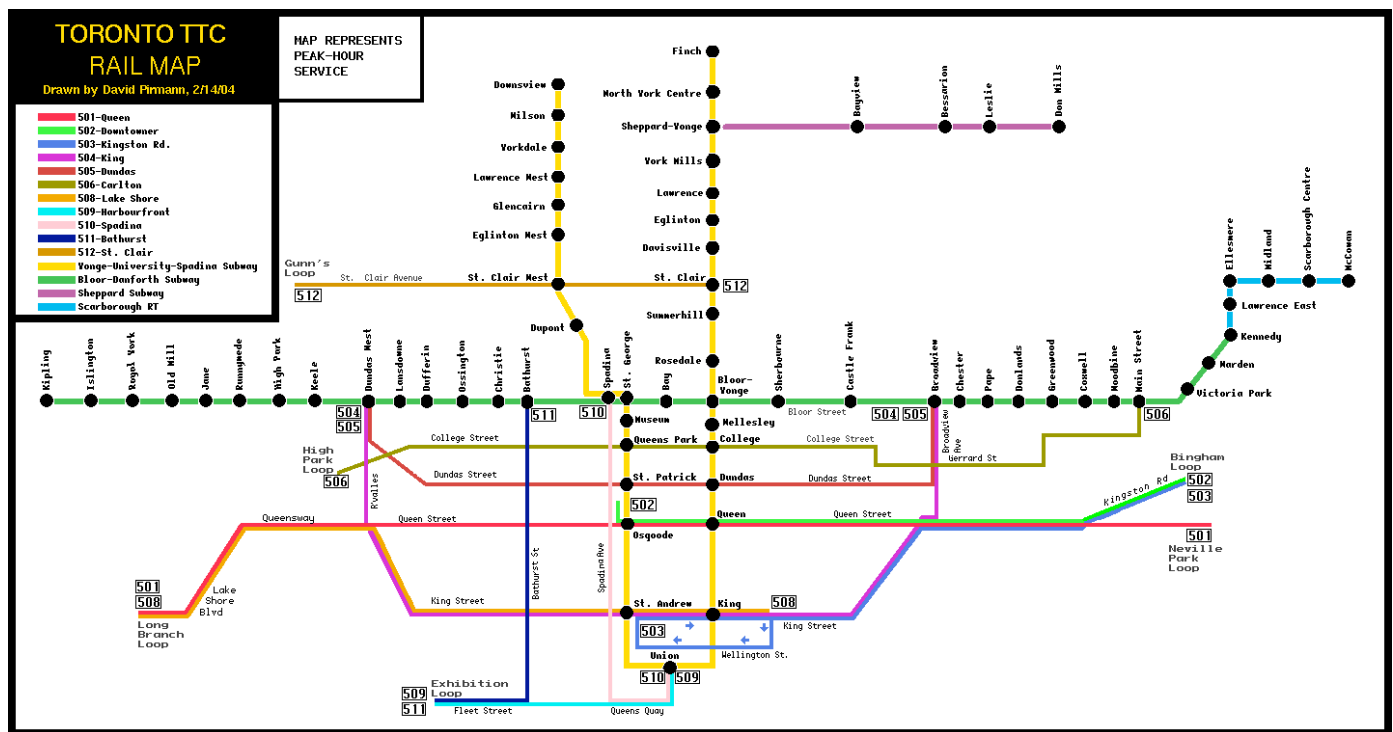 TORONTO TTC
RAIL MAP
Drawn by David Pirmann, 2/14/04
MAP REPRESENTS
PEAK-HOUR
SERVICE
501-Queen
502-Downtowner
503-Kingston Rd.
504-King
505-Dundas
506-Carlton
508-Lake Shore
509-Harbourfront
510-Spadina
511-Bathurst
512-St. Clair
Yonge-University-Spadina Subway
Bloor-Danforth Subway
Sheppard Subway
Scarborough RT
Downsview
Wilson
Yorkdale
Lawrence West
Glencairn
Eglinton West
St. Clair West
Dupont
Finch
North York Centre
Sheppard-Yonge
York Mills
Lawrence
Eglinton
Davisville
St. Clair
512
Summerhill
Rosedale
Bloor-
Yonge
Bayview
Bessarion
Leslie
Don Mills
Ellesmere
Midland
Scarborough Centre
McCowan
Lawrence East
Kennedy
Warden
Victoria Park
Gunn's
Loop
512
St. Clair Avenue
Kipling
Islington
Royal York
Old Mill
Jane
Runnymede
High Park
Keele
Dundas West
Lansdowne
Dufferin
Ossington
Christie
Bathurst
Spadina
St. George
Bay
Sherbourne
Castle Frank
Broadview
Chester
Pape
Donlands
Greenwood
Coxwell
Woodbine
Main Street
504
505
511
510
Bloor Street
504
505
506
Museum
Wellesley
Queens Park
College
St. Patrick
Dundas
Osgoode
Queen
St. Andrew
King
Union
High
Park
Loop
506
College Street
College Street
Broadview
Ave
Gerrard St
Dundas Street
Dundas Street
R'valles
502
Bingham
Loop
502
503
Kingston Rd
Queensway
Queen Street
Queen Street
501
Neville
Park
Loop
Bathurst St
Spadina Ave
501
508
Long
Branch
Loop
Lake
Shore
Blvd
King Street
508
King Street
503
Wellington St.
510
509
509
511
Exhibition
Loop
Fleet Street
Queens Quay